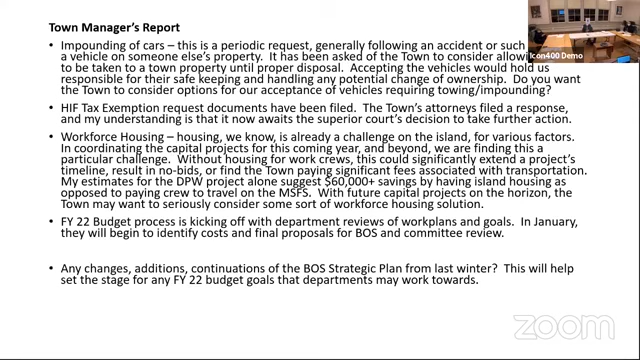 Town Manager's Report
• Impounding of cars – this is a periodic request, generally following an accident or such
a vehicle on someone else's property. It has been asked of the Town to consider allowi
to be taken to a town property until proper disposal. Accepting the vehicles would hold us
responsible for their safe keeping and handling any potential change of ownership. Do you want
the Town to consider options for our acceptance of vehicles requiring towing/impounding?
• HIF Tax Exemption request documents have been filed. The Town's attorneys filed a response,
and my understanding is that it now awaits the superior court's decision to take further action.
• Workforce Housing – housing, we know, is already a challenge on the island, for various factors.
In coordinating the capital projects for this coming year, and beyond, we are finding this a
particular challenge. Without housing for work crews, this could significantly extend a project's
timeline, result in no-bids, or find the Town paying significant fees associated with transportation.
My estimates for the DPW project alone suggest $60,000+ savings by having island housing as
opposed to paying crew to travel on the MSFS. With future capital projects on the horizon, the
Town may want to seriously consider some sort of workforce housing solution.
• FY 22 Budget process is kicking off with department reviews of workplans and goals. In January,
they will begin to identify costs and final proposals for BOS and committee review.
• Any changes, additions, continuations of the BOS Strategic Plan from last winter? This will help
set the stage for any FY 22 budget goals that departments may work towards.
Icon400 Demo
zoom